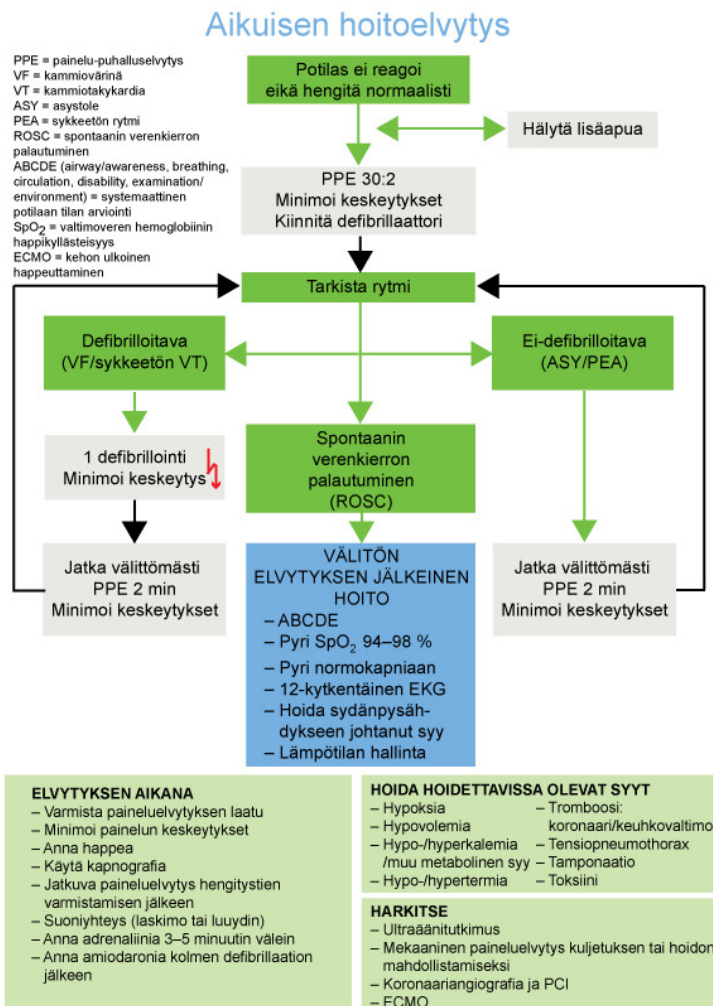 Aikuisen hoitoelvytys
PPE = painelu-puhalluselvytys
VF = kammiovärinä
VT = kammiotakykardia
ASY = asystole
PEA = sykkeetön rytmi
ROSC = spontaanin verenkierron
palautuminen
ABCDE (airway/awareness, breathing,
circulation, disability, examination/
environment) = systemaattinen
potilaan tilan arviointi
SpO₂ = valtimoveren hemoglobiinin
happikyllästeisyys
ECMO = kehon ulkoinen
happeuttaminen
Potilas ei reagoi
eikä hengitä normaalisti
Hälytä lisäapua
PPE 30:2
Minimoi keskeytykset
Kiinnitä defibrillaattori
Tarkista rytmi
Defibrilloitava
(VF/sykkeetön VT)
Ei-defibrilloitava
(ASY/PEA)
1 defibrillointi
Minimoi keskeytys
Spontaanin
verenkierron
palautuminen
(ROSC)
Jatka välittömästi
PPE 2 min
Minimoi keskeytykset
VÄLITÖN
ELVYTYKSEN JÄLKEINEN
HOITO
– ABCDE
– Pyri SpO₂ 94–98 %
– Pyri normokapniaan
– 12-kytkentäinen EKG
– Hoida sydänpysäh-
dykseen johtanut syy
– Lämpötilan hallinta
Jatka välittömästi
PPE 2 min
Minimoi keskeytykset
ELVYTYKSEN AIKANA
– Varmista paineluelvytyksen laatu
– Minimoi painelun keskeytykset
– Anna happea
– Käytä kapnografia
– Jatkuva paineluelvytys hengitystien
varmistamisen jälkeen
– Suoniyhteys (laskimo tai luuydin)
– Anna adrenaliinia 3–5 minuutin välein
– Anna amiodaronia kolmen defibrillaation
jälkeen
HOIDA HOIDETTAVISSA OLEVAT SYYT
– Hypoksia
– Hypovolemia
– Hypo-/hyperkalemia
/muu metabolinen syy
– Hypo-/hypertermia
– Tromboosi:
koronaari/keuhkovaltimo
– Tensiopneumothorax
– Tamponaatio
– Toksiini
HARKITSE
– Ultraäänitutkimus
– Mekaaninen paineluelvytys kuljetuksen tai hoidon
mahdollistamiseksi
– Koronaariangiografia ja PCI
– ECMO